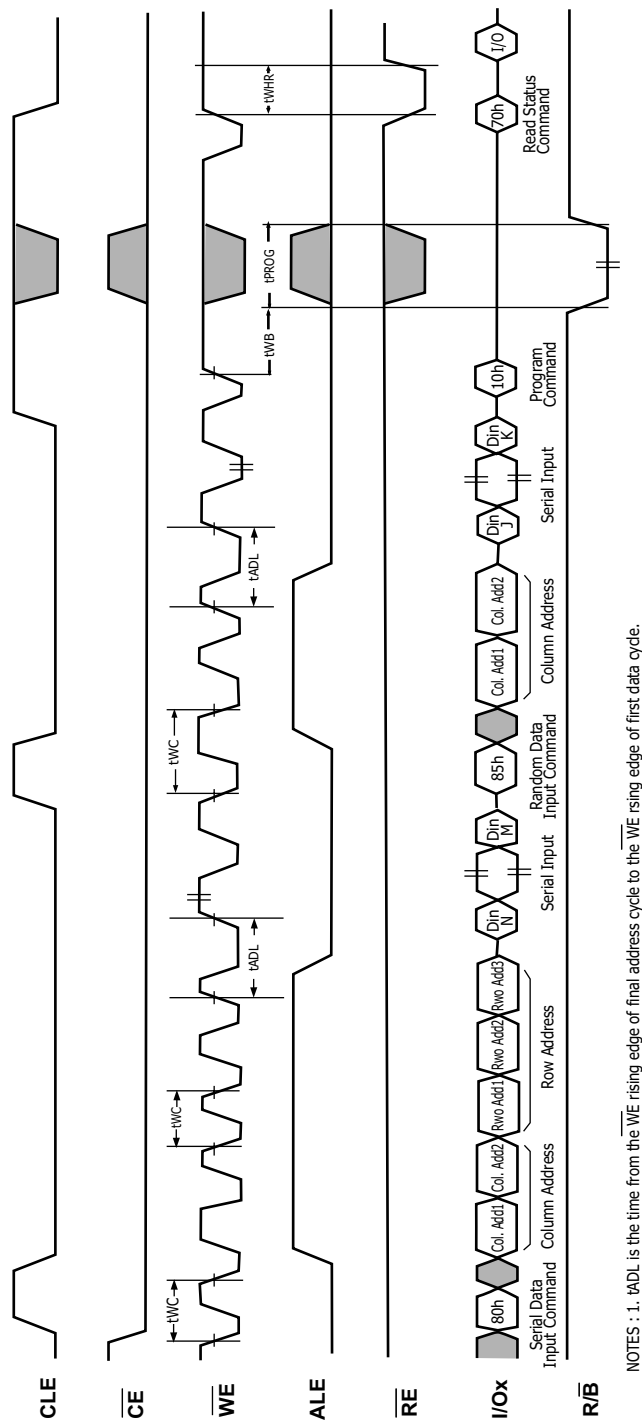 CLE
CE
WE
tWC
tWC
tADL
tWC
tADL
tWB
tPROG
tWHR
ALE
RE
I/Ox
80h
Col. Add1
Col. Add2
Rwo Add1
Rwo Add2
Rwo Add3
Din
N
Din
M
85h
Col. Add1
Col. Add2
Din
J
Din
K
10h
70h
I/O
Serial Data
Input Command
Column Address
Row Address
Serial Input
Random Data
Input Command
Column Address
Serial Input
Program
Command
Read Status
Command
R/B
NOTES : 1. tADL is the time from the WE rising edge of final address cycle to the WE rsing edge of first data cycle.